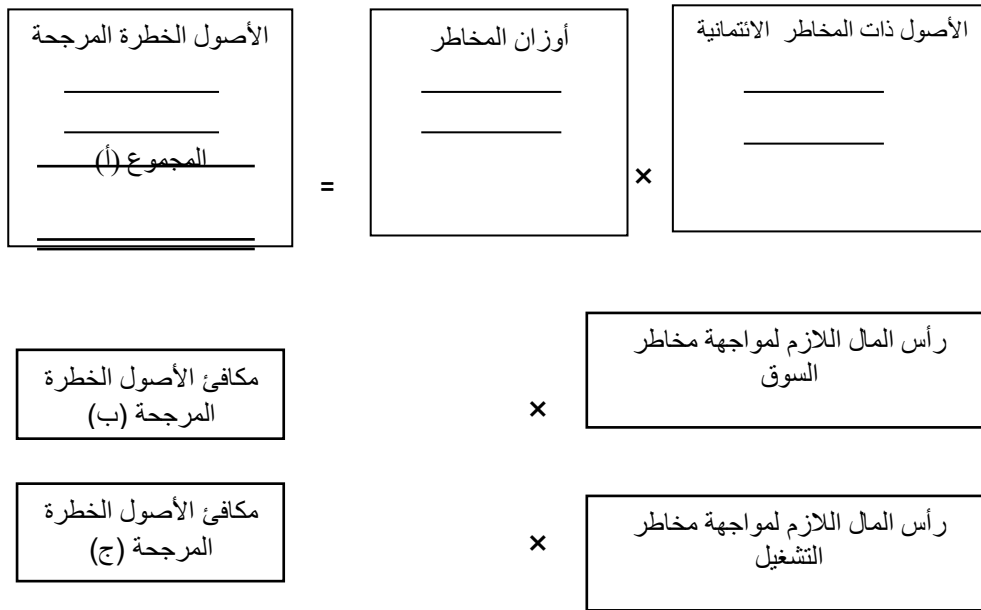 الأصول ذات المخاطر الائتمانية
×
أوزان المخاطر
=
الأصول الخطرة المرجحة
المجموع (أ)
رأس المال اللازم لمواجهة مخاطر
السوق
×
مكافئ الأصول الخطرة
المرجحة (ب)
رأس المال اللازم لمواجهة مخاطر
التشغيل
×
مكافئ الأصول الخطرة
المرجحة (ج)